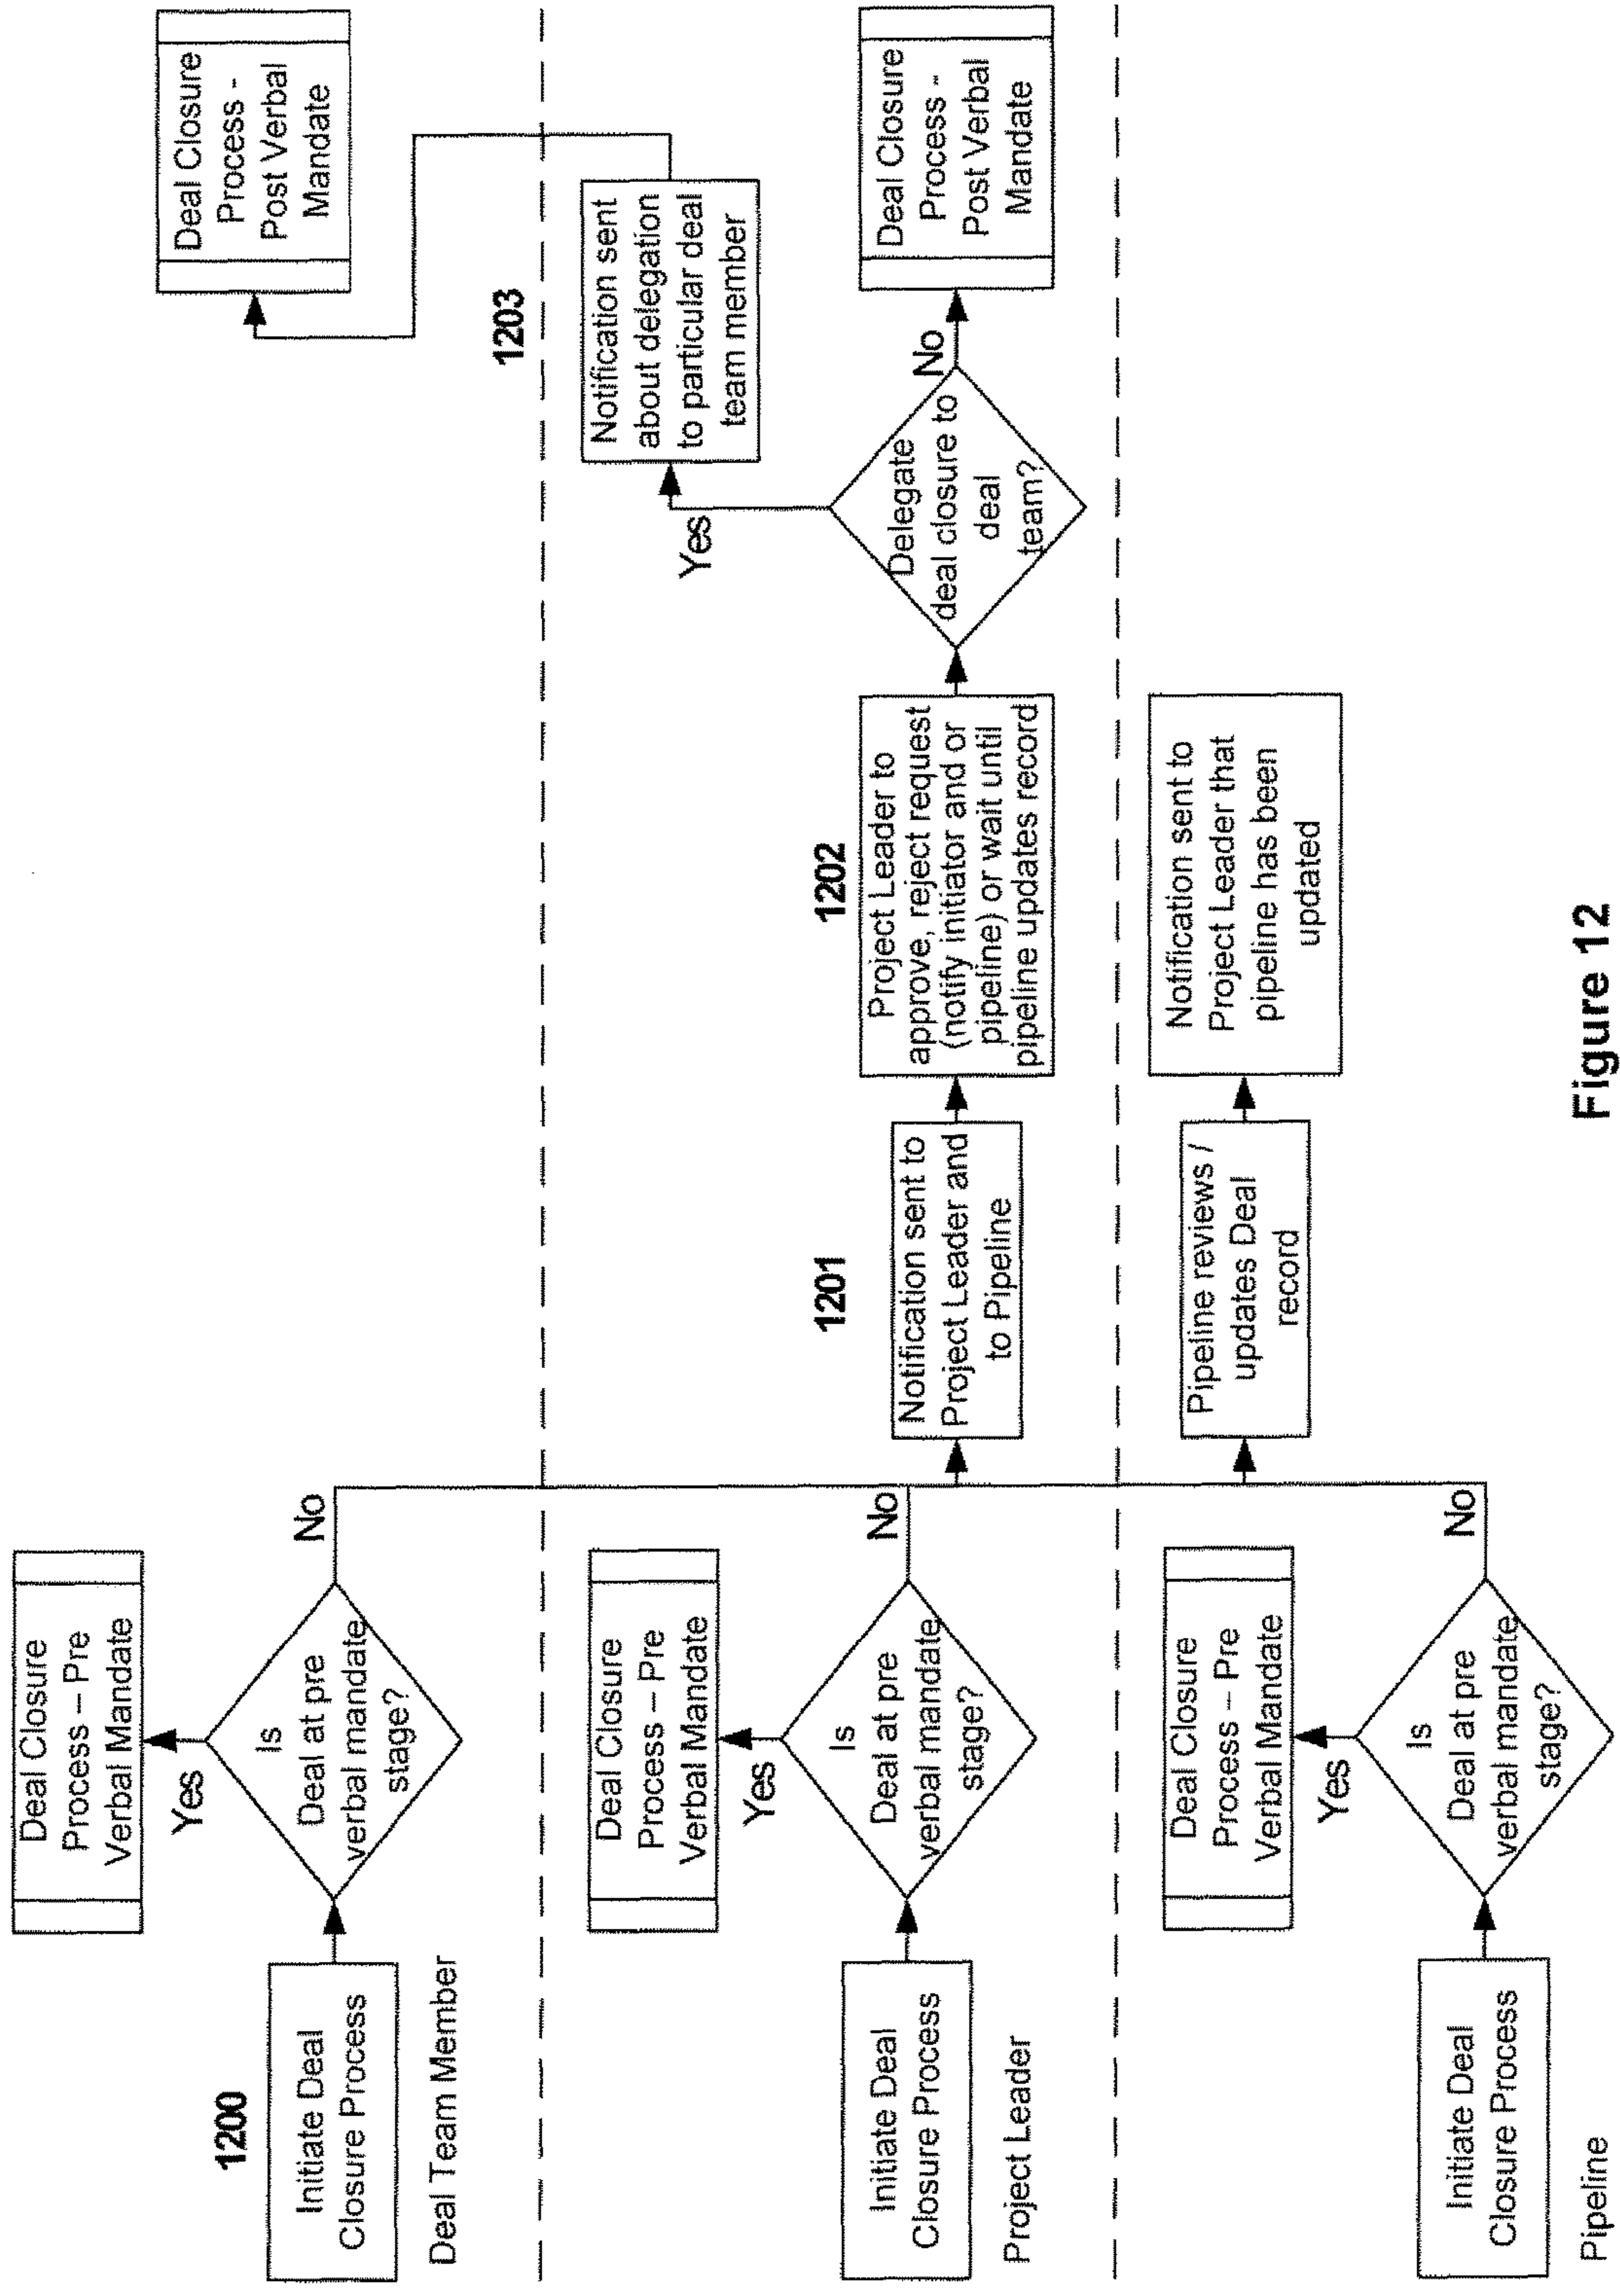 Deal Closure
Process – Pre
Verbal Mandate
Yes
1200
Initiate Deal
Closure Process
Is
Deal at pre
verbal mandate
stage?
No
Deal Closure
Process -
Post Verbal
Mandate
Deal Team Member
Deal Closure
Process – Pre
Verbal Mandate
Yes
Initiate Deal
Closure Process
Is
Deal at pre
verbal mandate
stage?
No
1201
Notification sent to
Project Leader and
to Pipeline
1202
Project Leader to
approve, reject request
(notify initiator and or
pipeline) or wait until
pipeline updates record
Delegate
deal closure to
deal
team?
Yes
1203
Notification sent
about delegation
to particular deal
team member
No
Deal Closure
Process -
Post Verbal
Mandate
Project Leader
Deal Closure
Process – Pre
Verbal Mandate
Yes
Initiate Deal
Closure Process
Is
Deal at pre
verbal mandate
stage?
No
Pipeline reviews /
updates Deal
record
Notification sent to
Project Leader that
pipeline has been
updated
Pipeline
Figure 12